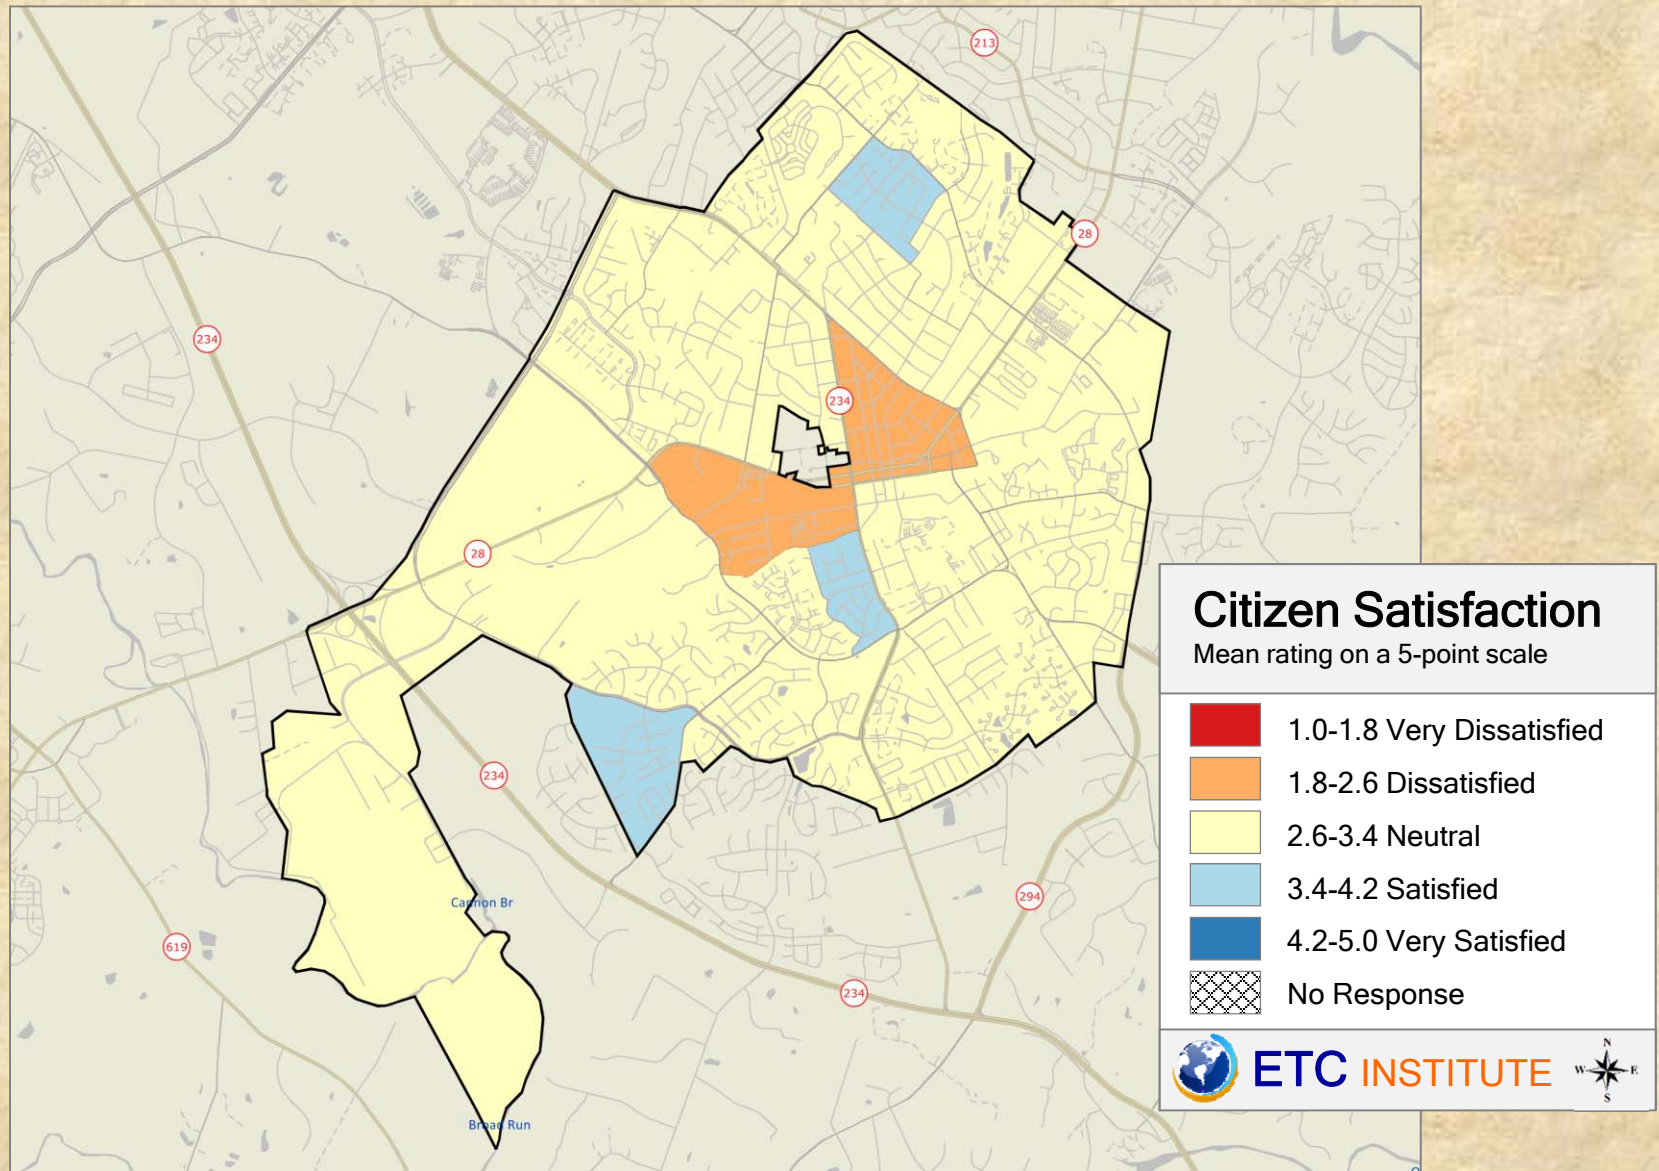 213
28
234
234
28
Citizen Satisfaction
Mean rating on a 5-point scale
1.0-1.8 Very Dissatisfied
1.8-2.6 Dissatisfied
2.6-3.4 Neutral
3.4-4.2 Satisfied
4.2-5.0 Very Satisfied
No Response
ETC INSTITUTE
N
W E
S
234
294
Cannon Br
619
234
Broad Run